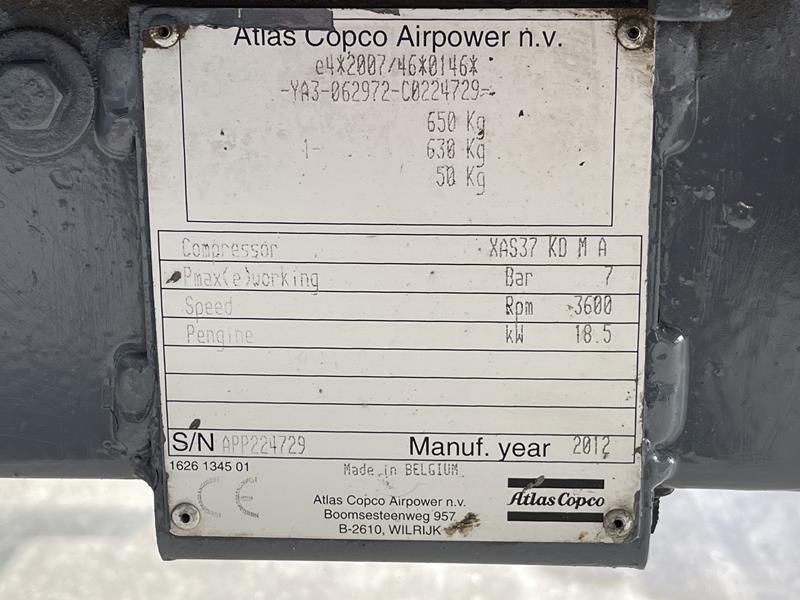 Atlas Copco Airpower n.v.
e4*2007/46*0146*
-YA3-062972-C0224729-
650 Kg
1- 630 Kg
50 Kg
Compressor XAS37 KD M A
Pmax(e)working Bar 7
Speed Rpm 3600
Pengine kW 18.5
S/N APP224729 Manuf. year 2012
1626 1345 01 Made in BELGIUM
CE
Atlas Copco Airpower n.v.
Boomsesteenweg 957
B-2610, WILRIJK
Atlas Copco